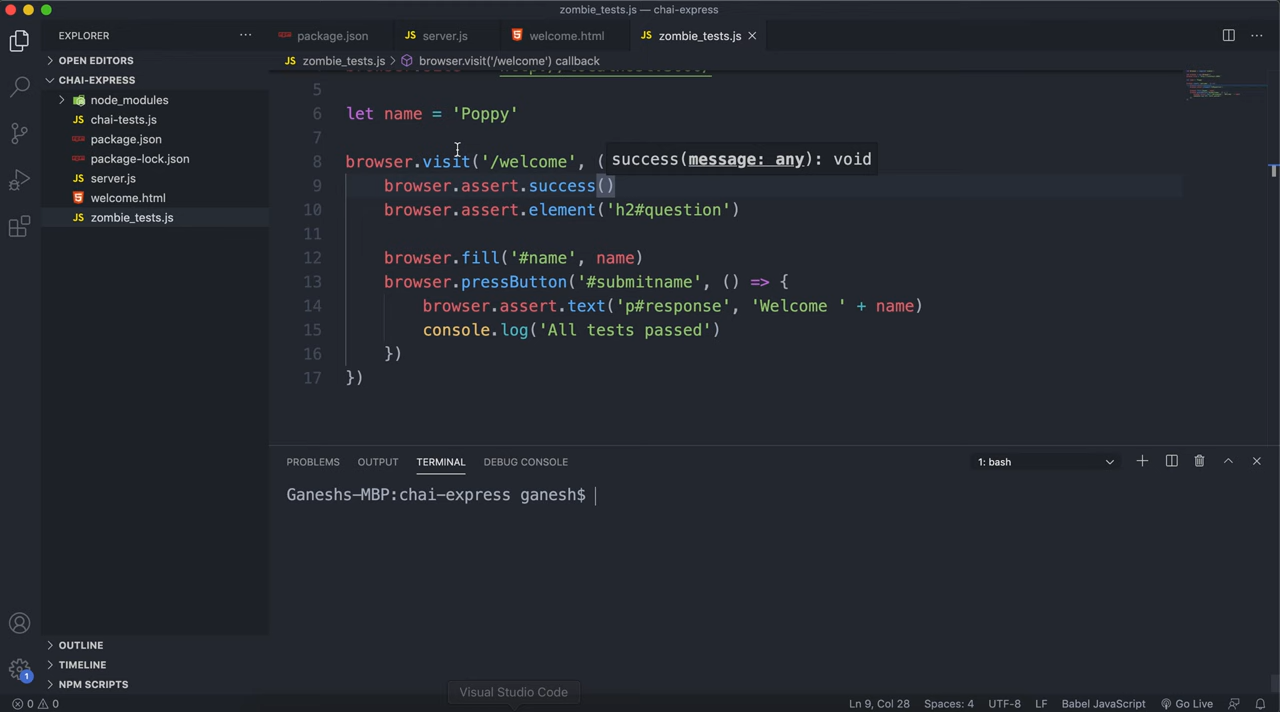 zombie_tests.js — chai-express
EXPLORER
package.json
JS server.js
welcome.html
JS zombie_tests.js
OPEN EDITORS
CHAI-EXPRESS
node_modules
JS chai-tests.js
package.json
package-lock.json
JS server.js
welcome.html
JS zombie_tests.js
OUTLINE
TIMELINE
NPM SCRIPTS
1
JS zombie_tests.js > browser.visit('/welcome') callback
5
6 let name = 'Poppy'
7
8 browser.visit('/welcome', (
success(message: any): void
9 browser.assert.success()
10 browser.assert.element('h2#question')
11
12 browser.fill('#name', name)
13 browser.pressButton('#submitname', () => {
14 browser.assert.text('p#response', 'Welcome ' + name)
15 console.log('All tests passed')
16 })
17 })
PROBLEMS OUTPUT TERMINAL DEBUG CONSOLE
1: bash
Ganeshs-MBP:chai-express ganesh$
Visual Studio Code
0 0
Ln 9, Col 28 Spaces: 4 UTF-8 LF Babel JavaScript Go Live